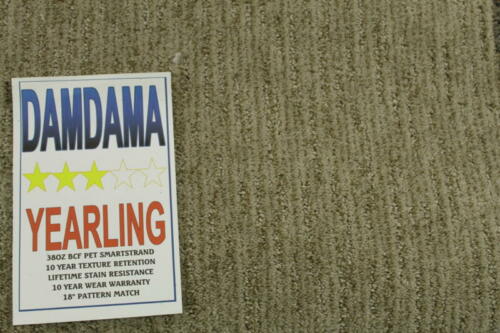 DAMDAMA
YEARLING
38OZ BCF PET SMARTSTRAND
10 YEAR TEXTURE RETENTION
LIFETIME STAIN RESISTANCE
10 YEAR WEAR WARRANTY
18" PATTERN MATCH